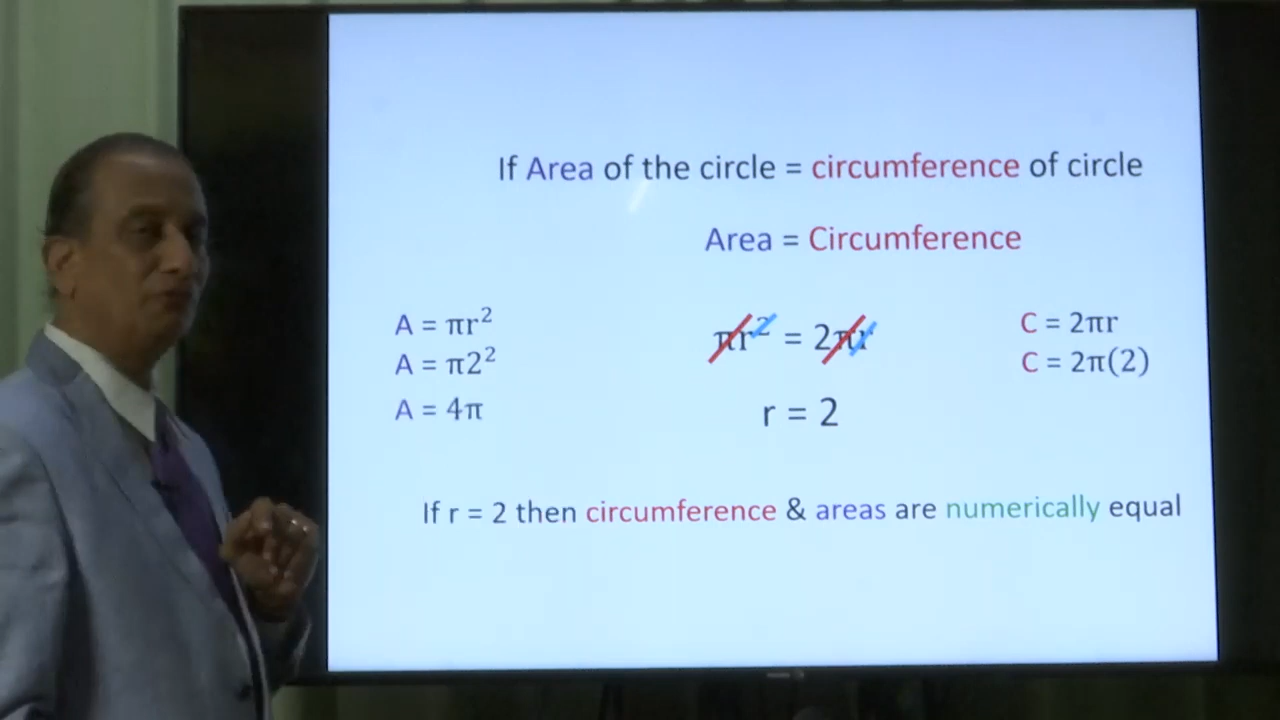 If Area of the circle = circumference of circle
Area = Circumference
A = πr²
A = π2²
A = 4π
πr² = 2πr
r = 2
C = 2πr
C = 2π(2)
If r = 2 then circumference & areas are numerically equal